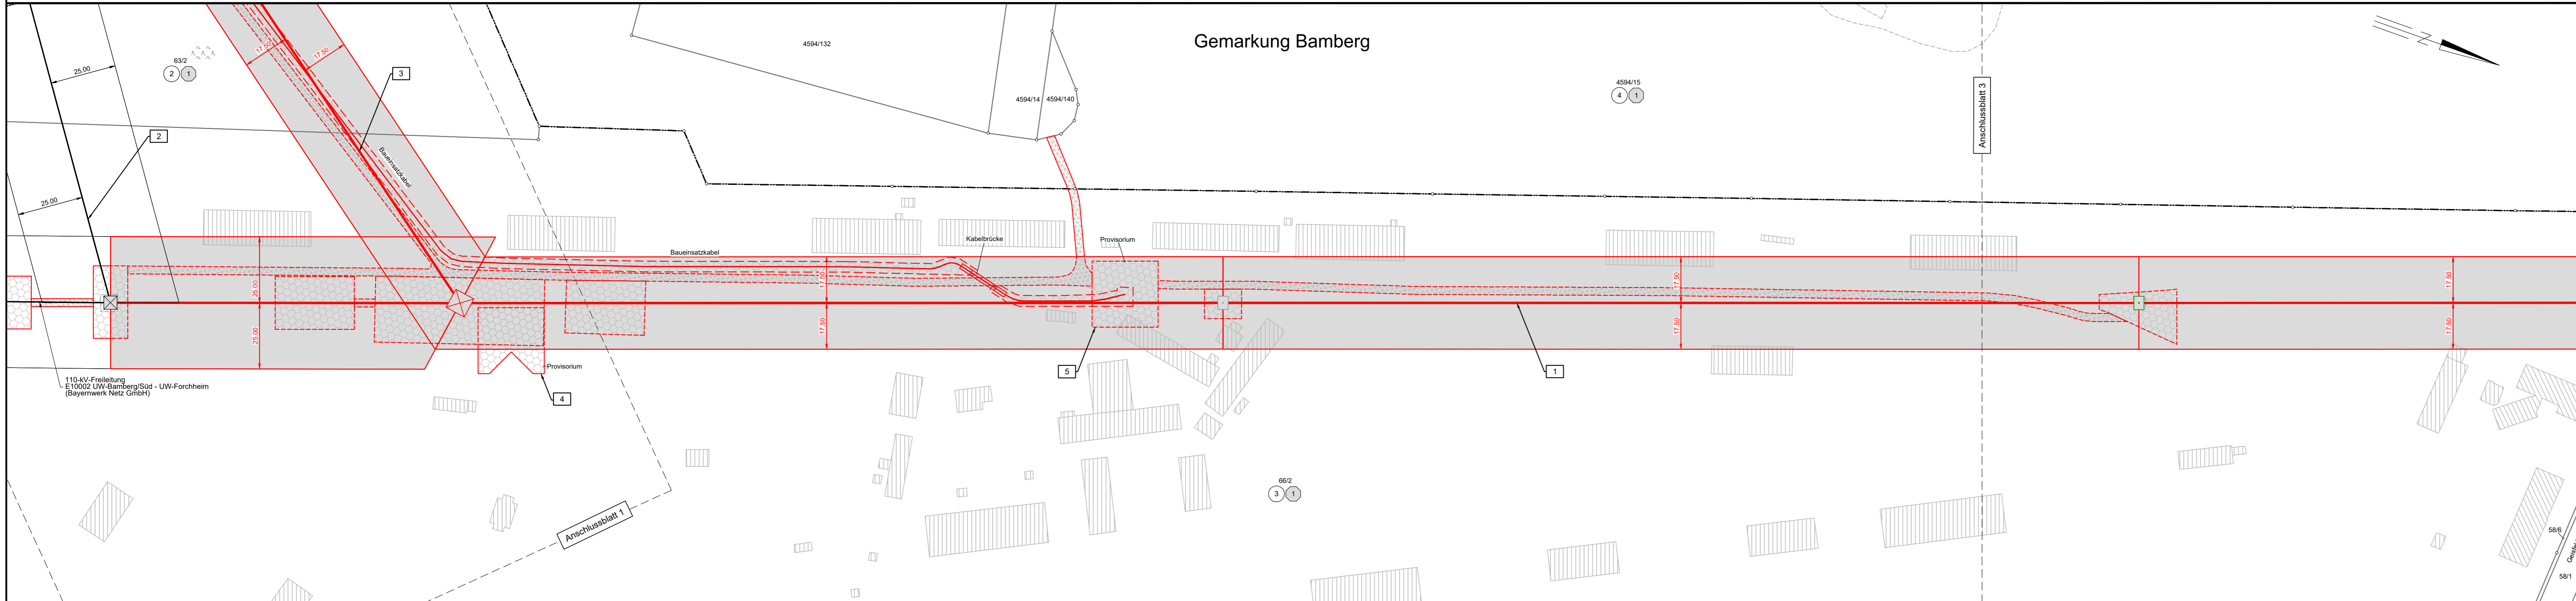 Gemarkung Bamberg
4594/132
4594/14
4594/140
4594/15
4
1
Anschlussblatt 3
N
63/2
2
1
25.00
25.00
17.50
17.50
3
2
Baueinsatzkabel
Baueinsatzkabel
Kabelbrücke
Provisorium
25.00
25.00
17.50
17.50
17.50
17.50
17.50
17.50
110-kV-Freileitung
E10002 UW-Bamberg/Süd - UW-Forchheim
(Bayernwerk Netz GmbH)
Provisorium
4
5
1
66/2
3
1
Anschlussblatt 1
58/6
58/1